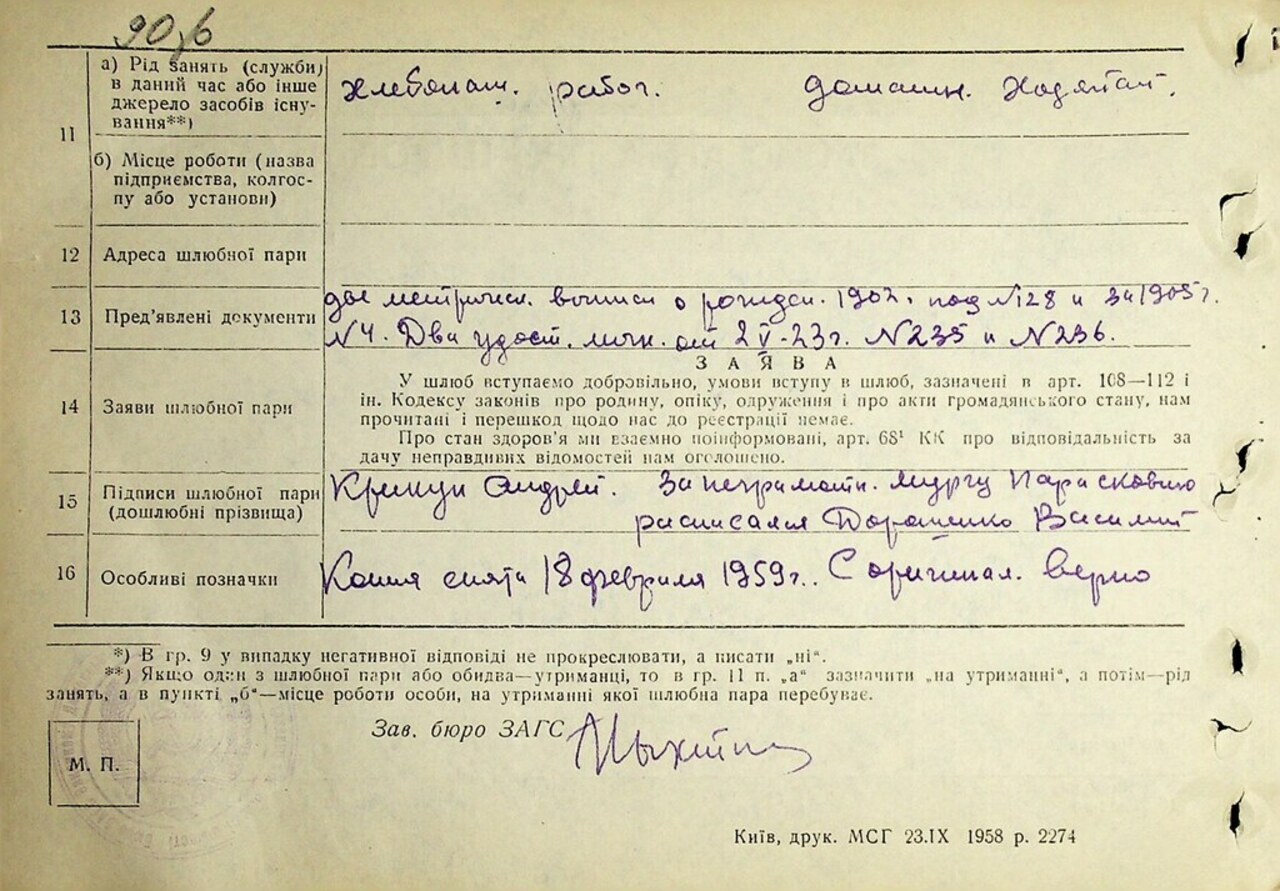 90 зб
11
а) Рід занять (служби) в даний час або інше джерело засобів існу-вання**)
хлебопаш. работ. домашн. Хозяйст.
б) Місце роботи (назва підприємства, колгос-пу або установи)
12 Адреса шлюбної пари
13 Пред’явлені документи
две метрическ. выписи о рожден. 1902. под №128 и за 1905г.
№4. Два удост. личн. от 2 V-23г. №235 и №236.
ЗАЯВА
14 Заяви шлюбної пари
У шлюб вступаємо добровільно, умови вступу в шлюб, зазначені в арт. 108—112 і
ін. Кодексу законів про родину, опіку, одруження і про акти громадянського стану, нам
прочитані і перешкод щодо нас до реєстрації немає.
Про стан здоров’я ми взаємно поінформовані, арт. 68¹ КК про відповідальність за
дачу неправдивих відомостей нам оголошено.
15 Підписи шлюбної пари (дошлюбні прізвища)
Андрей. За неграмотн. Мургу Парасковию
расписался Дорошенко Василий
16 Особливі позначки
Копия снята 18 февраля 1959г.. С оригинал. верно
*) В гр. 9 у випадку негативної відповіді не прокреслювати, а писати „ні“.
**) Якщо один з шлюбної пари або обидва—утриманці, то в гр. 11 п. „а“ зазначити „на утриманні“, а потім—рід
занять, а в пункті „б“—місце роботи особи, на утриманні якої шлюбна пара перебуває.
Зав. бюро ЗАГС
М. П.
Київ, друк. МСГ 23.IX 1958 р. 2274